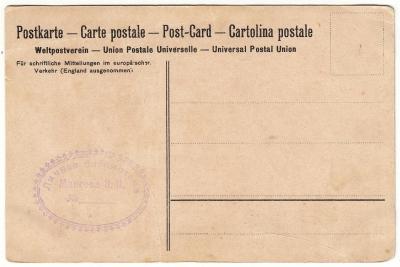 Postkarte — Carte postale — Post-Card — Cartolina postale
Weltpostverein — Union Postale Universelle — Universal Postal Union
Für schriftliche Mitteilungen im europäischen
Verkehr (England ausgenommen)